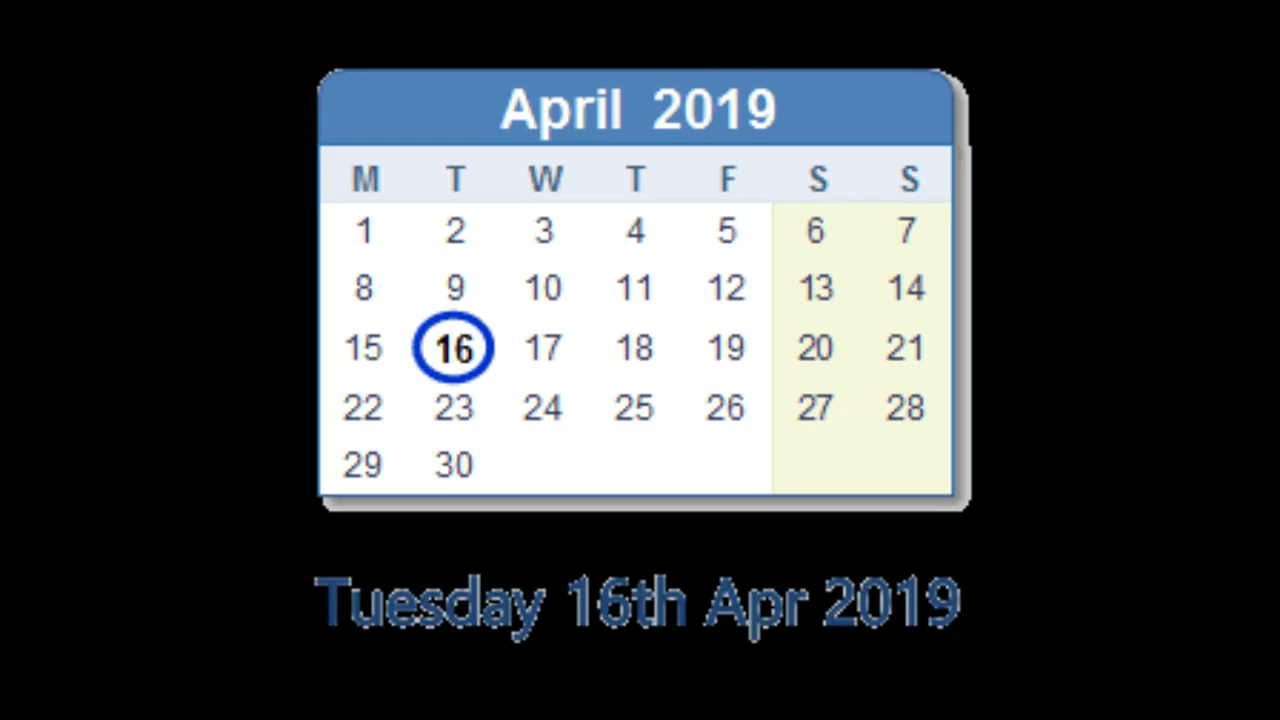 April 2019
M T W T F S S
1 2 3 4 5 6 7
8 9 10 11 12 13 14
15 16 17 18 19 20 21
22 23 24 25 26 27 28
29 30
Tuesday 16th Apr 2019